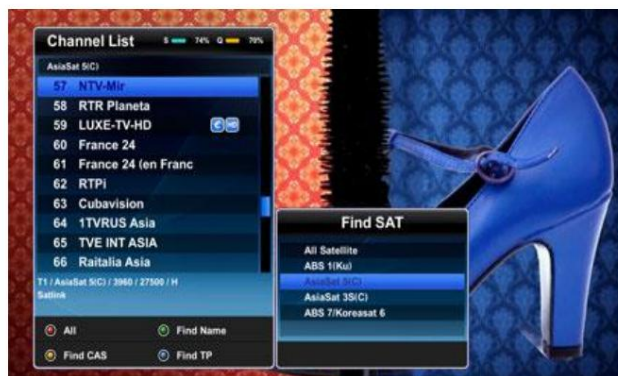 Channel List S 74% Q 70%
AsiaSat 5(C)
57 NTV-Mir
58 RTR Planeta
59 LUXE-TV-HD C HD
60 France 24
61 France 24 (en Franc
62 RTPi
63 Cubavision
64 1TVRUS Asia
65 TVE INT ASIA
66 Raitalia Asia
T1 / AsiaSat 5(C) / 3960 / 27500 / H
Satlink
All Find Name
Find CAS Find TP
Find SAT
All Satellite
ABS 1(Ku)
AsiaSat 5(C)
AsiaSat 3S(C)
ABS 7/Koreasat 6